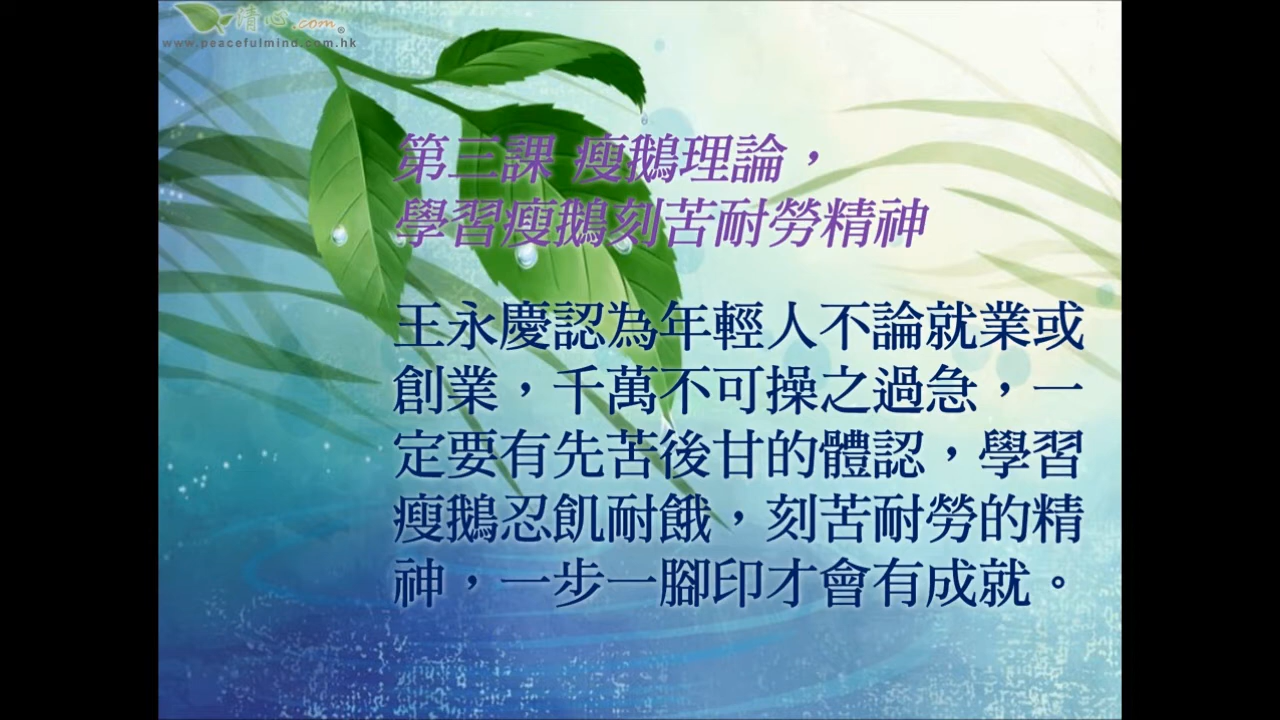 清心.com®
www.peacefulmind.com.hk
第三課 瘦鵝理論，
學習瘦鵝刻苦耐勞精神
王永慶認為年輕人不論就業或
創業，千萬不可操之過急，一
定要有先苦後甘的體認，學習
瘦鵝忍飢耐餓，刻苦耐勞的精
神，一步一腳印才會有成就。